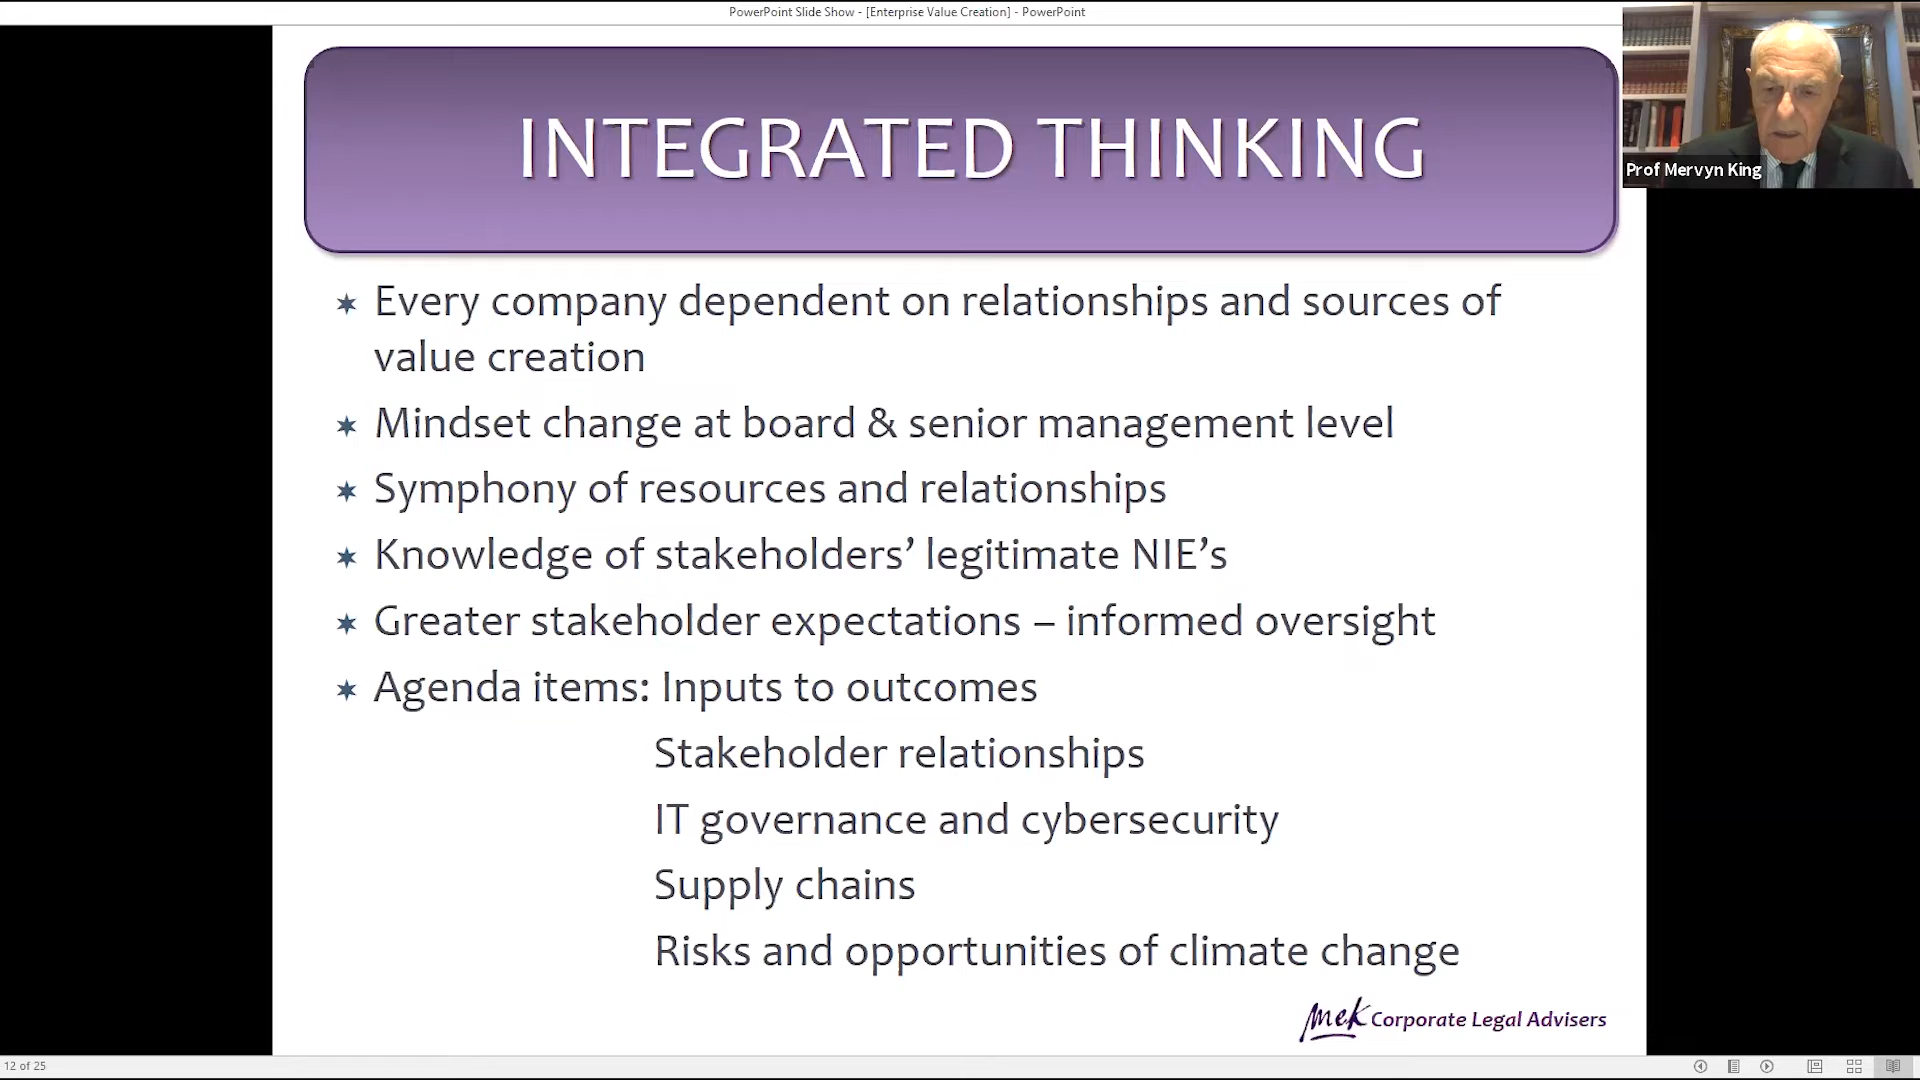 PowerPoint Slide Show - [Enterprise Value Creation] - PowerPoint
INTEGRATED THINKING
Prof Mervyn King
Every company dependent on relationships and sources of
value creation
Mindset change at board & senior management level
Symphony of resources and relationships
Knowledge of stakeholders’ legitimate NIE’s
Greater stakeholder expectations – informed oversight
Agenda items: Inputs to outcomes
Stakeholder relationships
IT governance and cybersecurity
Supply chains
Risks and opportunities of climate change
mek Corporate Legal Advisers
12 of 25